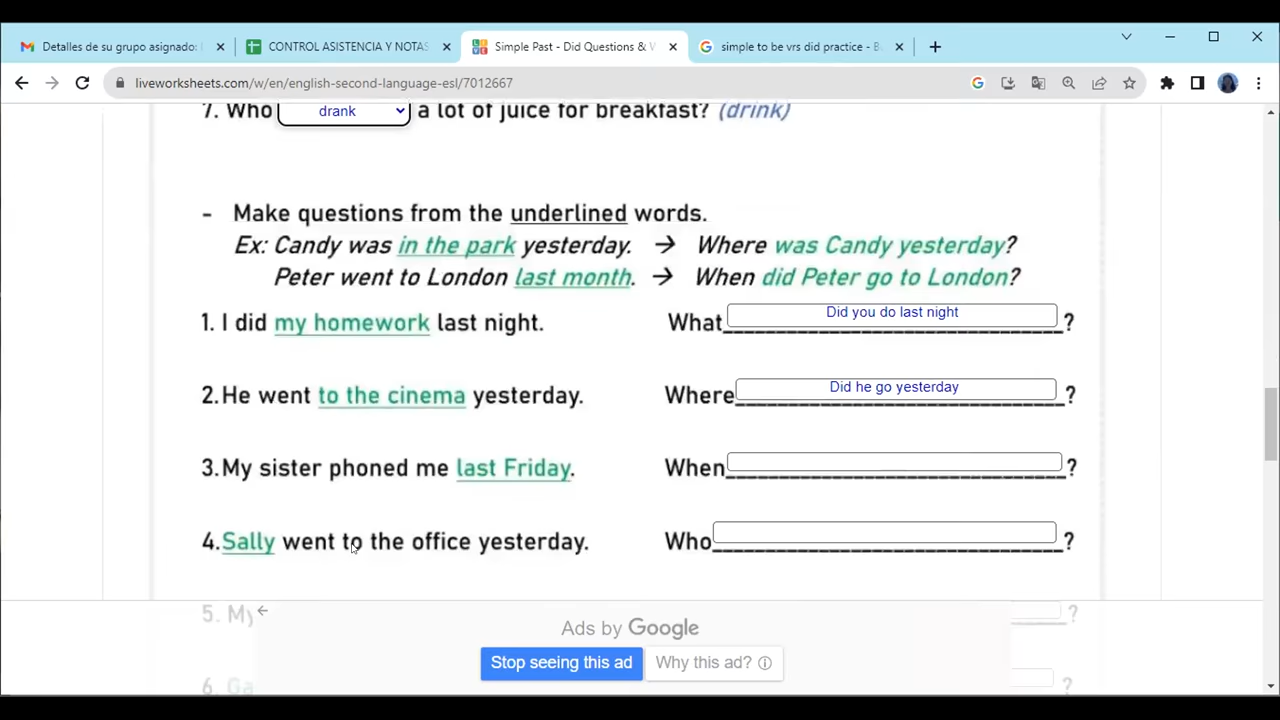 Detalles de su grupo asignado:
CONTROL ASISTENCIA Y NOTAS
Simple Past - Did Questions & W
simple to be vrs did practice - B
liveworksheets.com/w/en/english-second-language-esl/7012667
7. Who drank a lot of juice for breakfast? (drink)
- Make questions from the underlined words.
Ex: Candy was in the park yesterday. → Where was Candy yesterday?
Peter went to London last month. → When did Peter go to London?
1. I did my homework last night. What Did you do last night ?
2.He went to the cinema yesterday. Where Did he go yesterday ?
3.My sister phoned me last Friday. When ?
4.Sally went to the office yesterday. Who ?
5. My ?
6. Ga ?
Ads by Google
Stop seeing this ad Why this ad?